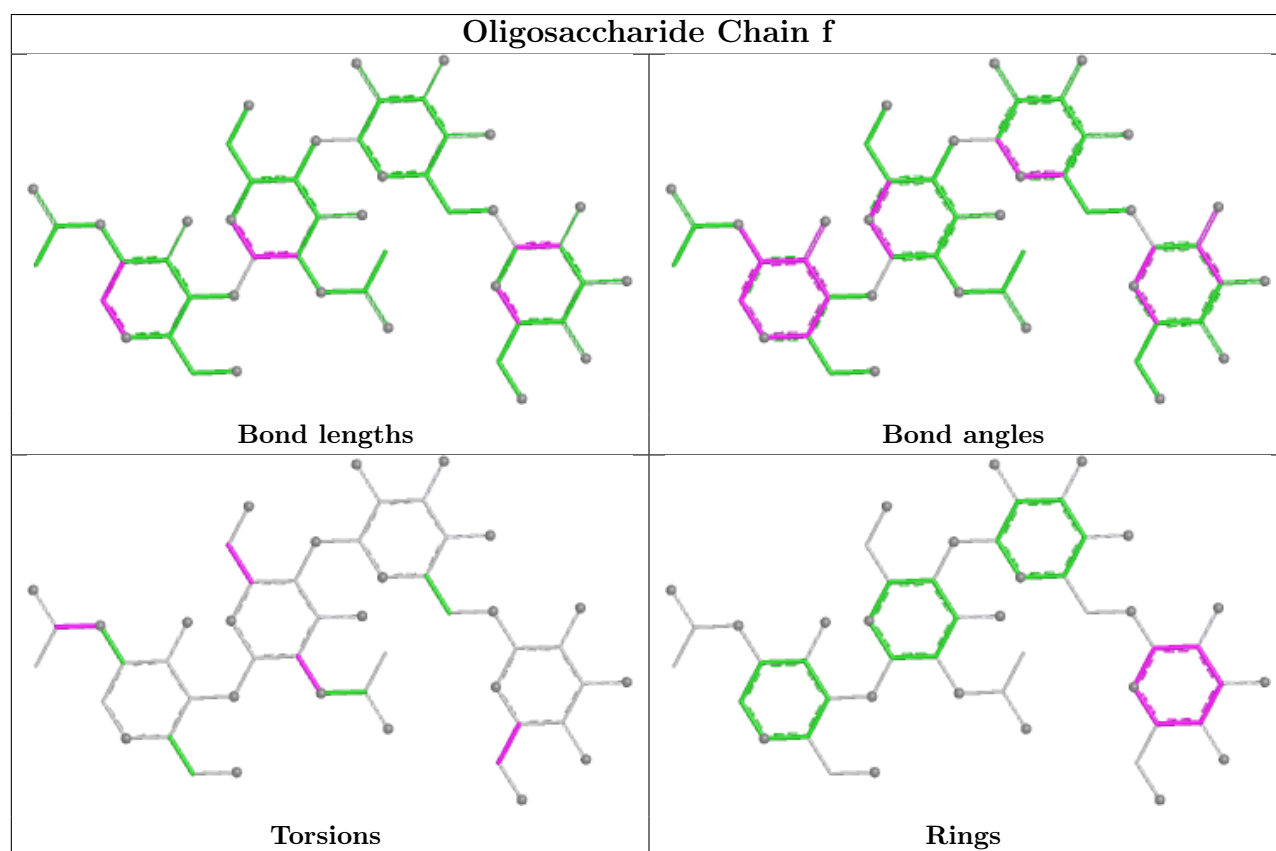 Oligosaccharide Chain f
Bond lengths
Bond angles
Torsions
Rings